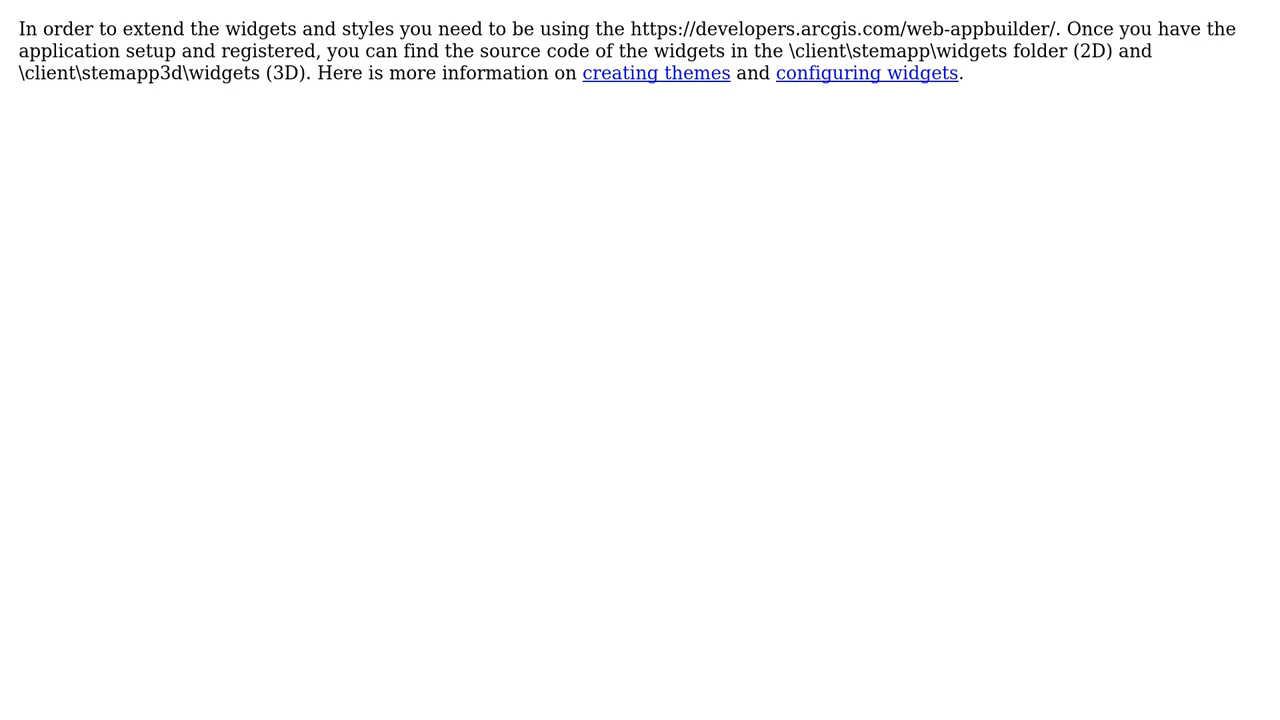 In order to extend the widgets and styles you need to be using the https://developers.arcgis.com/web-appbuilder/. Once you have the
application setup and registered, you can find the source code of the widgets in the \client\stemapp\widgets folder (2D) and
\client\stemapp3d\widgets (3D). Here is more information on creating themes and configuring widgets.